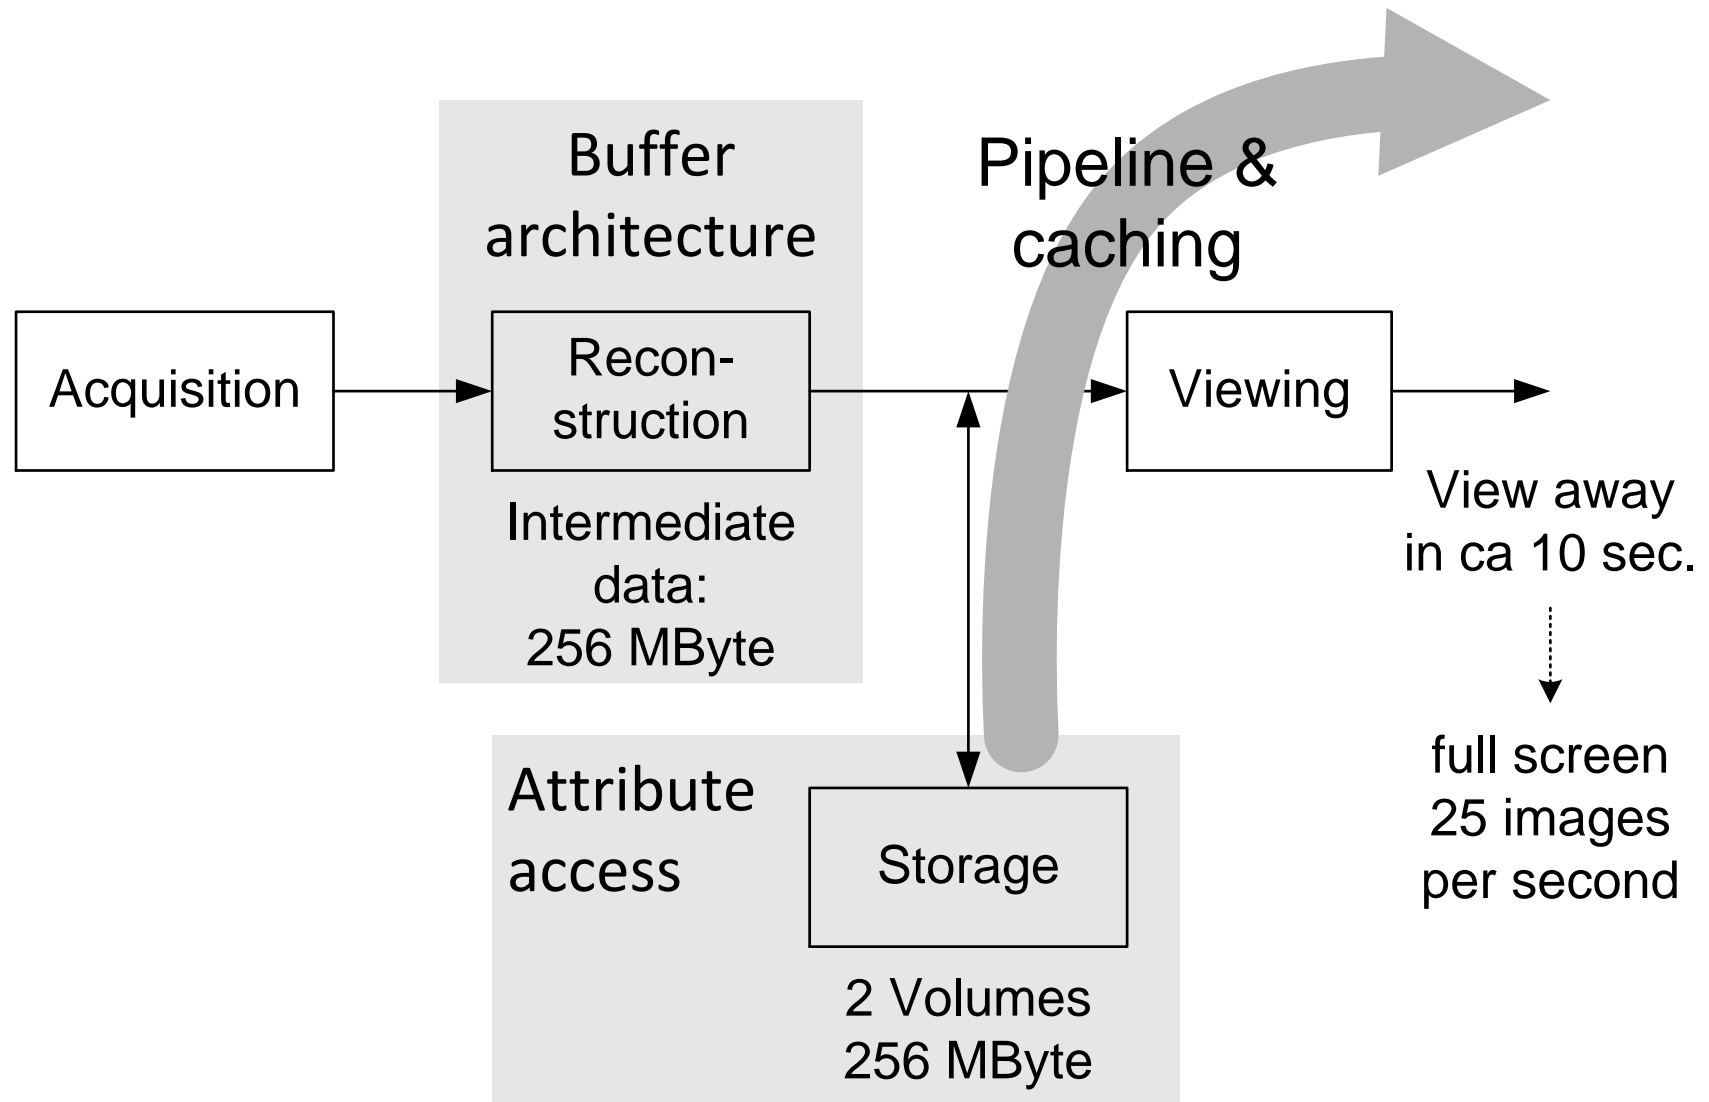 Buffer
architecture
Pipeline &
caching
Acquisition
Recon-
struction
Viewing
Intermediate
data:
256 MByte
View away
in ca 10 sec.
full screen
25 images
per second
Attribute
access
Storage
2 Volumes
256 MByte